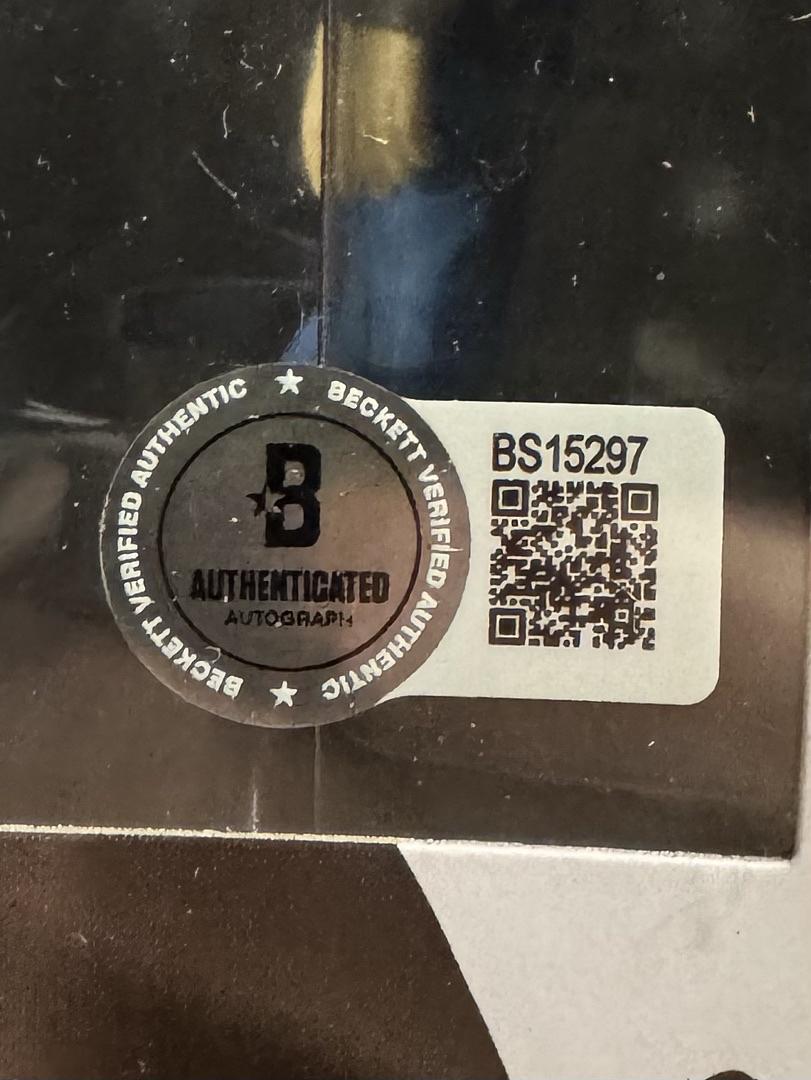 BECKETT VERIFIED AUTHENTIC ★ BECKETT VERIFIED AUTHENTIC ★
B
AUTHENTICATED
AUTOGRAPH
BS15297